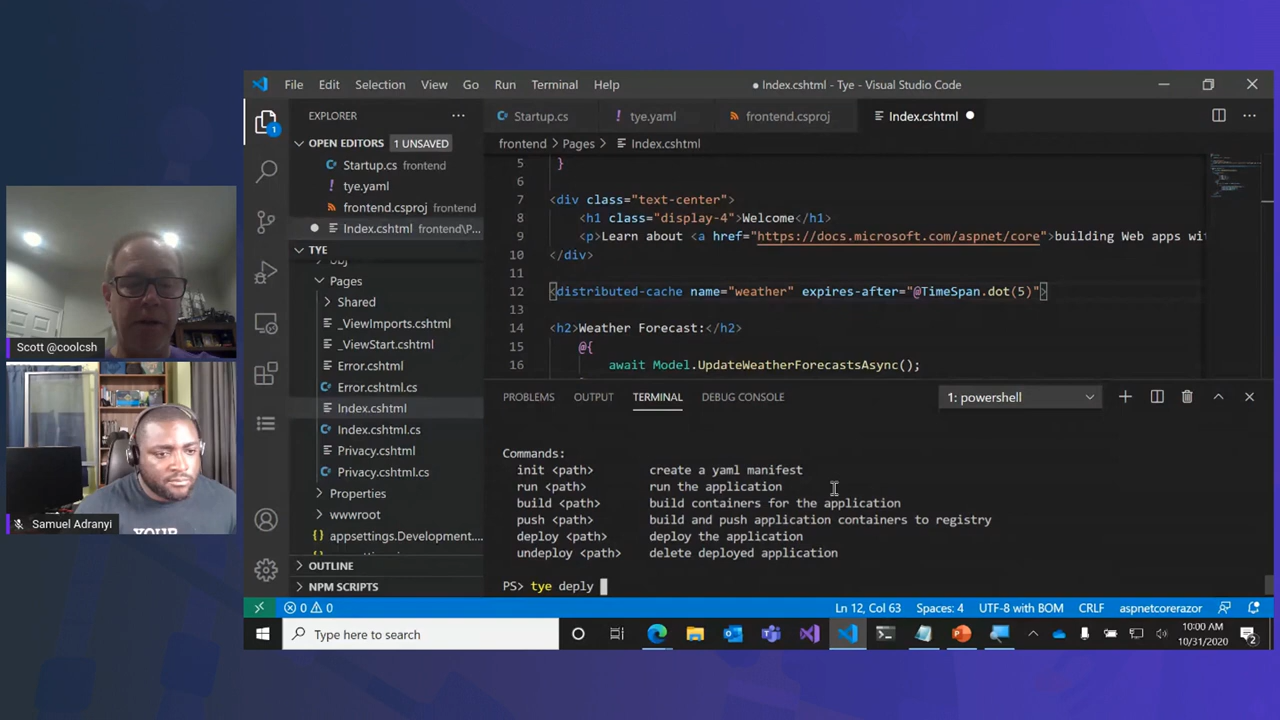 File Edit Selection View Go Run Terminal Help
● Index.cshtml - Tye - Visual Studio Code
EXPLORER
OPEN EDITORS 1 UNSAVED
Startup.cs frontend
tye.yaml
frontend.csproj frontend
Index.cshtml frontend\P...
TYE
Pages
Shared
_ViewImports.cshtml
_ViewStart.cshtml
Error.cshtml
Error.cshtml.cs
Index.cshtml
Index.cshtml.cs
Privacy.cshtml
Privacy.cshtml.cs
Properties
wwwroot
appsettings.Development....
OUTLINE
NPM SCRIPTS
1
Startup.cs tye.yaml frontend.csproj Index.cshtml
frontend > Pages > Index.cshtml
5 }
6
7 <div class="text-center">
8 <h1 class="display-4">Welcome</h1>
9 <p>Learn about <a href="https://docs.microsoft.com/aspnet/core">building Web apps wi
10 </div>
11
12 <distributed-cache name="weather" expires-after="@TimeSpan.dot(5)">
13
14 <h2>Weather Forecast:</h2>
15 @{
16 await Model.UpdateWeatherForecastsAsync();
PROBLEMS OUTPUT TERMINAL DEBUG CONSOLE
1: powershell
Commands:
init <path> create a yaml manifest
run <path> run the application
build <path> build containers for the application
push <path> build and push application containers to registry
deploy <path> deploy the application
undeploy <path> delete deployed application
PS> tye deply
0 0
Ln 12, Col 63 Spaces: 4 UTF-8 with BOM CRLF aspnetcorerazor
Type here to search
10:00 AM
10/31/2020
2
Scott @coolcsh
YOUR
Samuel Adranyi